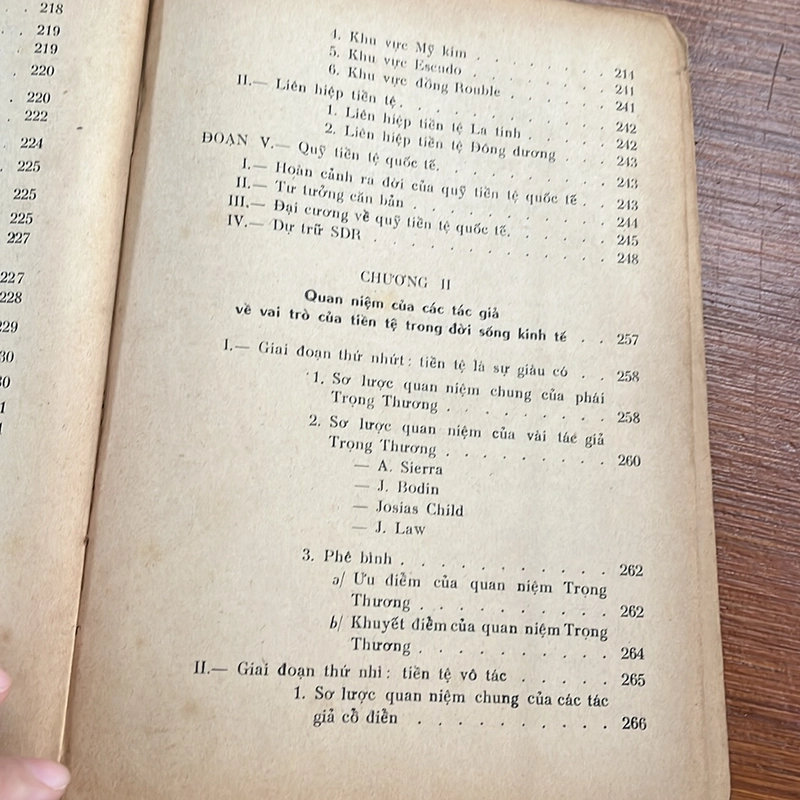 218
219
219
220
220
222
224
225
225
225
227
227
228
229
30
30
1
1
4. Khu vực Mỹ kim . . . . . . . . 214
5. Khu vực Escudo . . . . . . . . 241
6. Khu vực đồng Rouble . . . . . . 241
II.— Liên hiệp tiền tệ . . . . . . . . 242
1. Liên hiệp tiền tệ La tinh . . . . 242
2. Liên hiệp tiền tệ Đông dương . . . 243
ĐOẠN V.— Quỹ tiền tệ quốc tế. . . . . . . 243
I.— Hoàn cảnh ra đời của quỹ tiền tệ quốc tế . . 243
II.— Tư tưởng căn bản . . . . . . . . 244
III.— Đại cương về quỹ tiền tệ quốc tế. . . . . 245
IV.— Dự trữ SDR . . . . . . . . . 248
CHƯƠNG II
Quan niệm của các tác giả
về vai trò của tiền tệ trong đời sống kinh tế . . 257
I.— Giai đoạn thứ nhứt: tiền tệ là sự giàu có . . 258
1. Sơ lược quan niệm chung của phái
Trọng Thương . . . . . . . . . 258
2. Sơ lược quan niệm của vài tác giả
Trọng Thương . . . . . . . . . 260
— A. Sierra
— J. Bodin
— Josias Child
— J. Law
3. Phê bình . . . . . . . . . . . 262
a/ Ưu điểm của quan niệm Trọng
Thương . . . . . . . . . . 262
b/ Khuyết điểm của quan niệm Trọng
Thương . . . . . . . . . . 264
II.— Giai đoạn thứ nhì: tiền tệ vô tác . . . . . 265
1. Sơ lược quan niệm chung của các tác
giả cổ điển . . . . . . . . . . 266